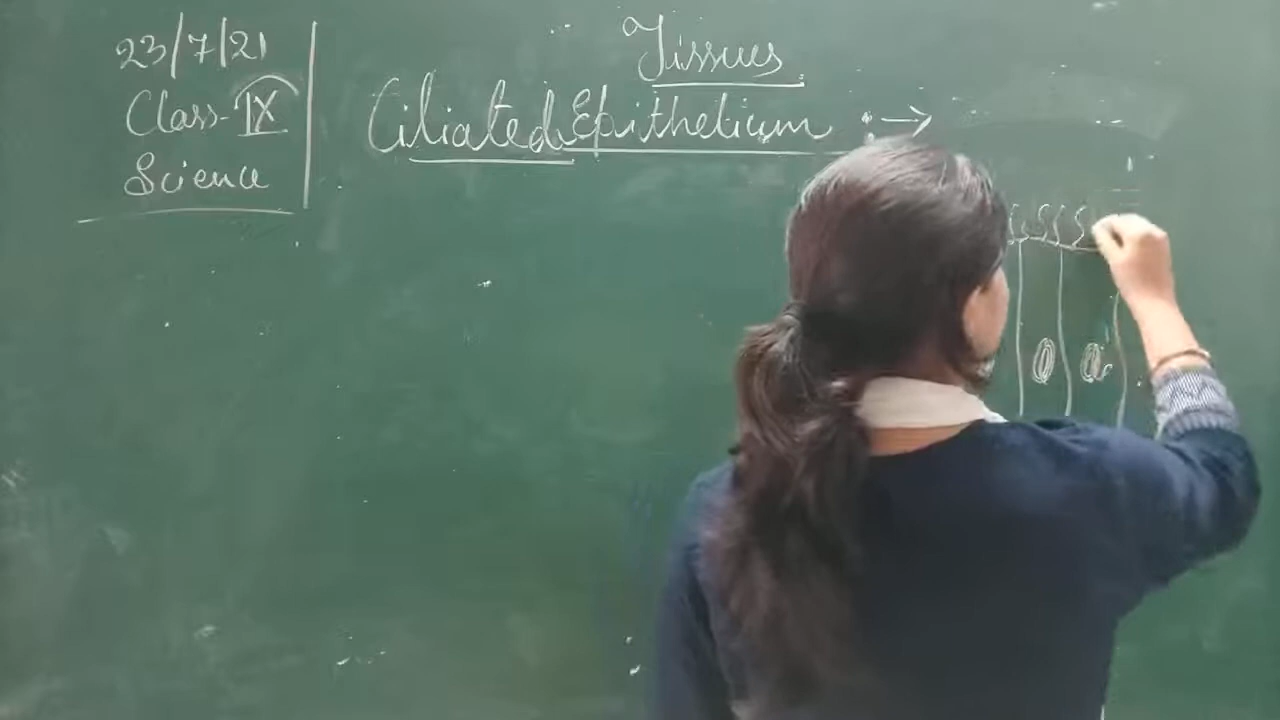 23/7/21
Class-IX
Science
Tissues
Ciliated Epithelium :→